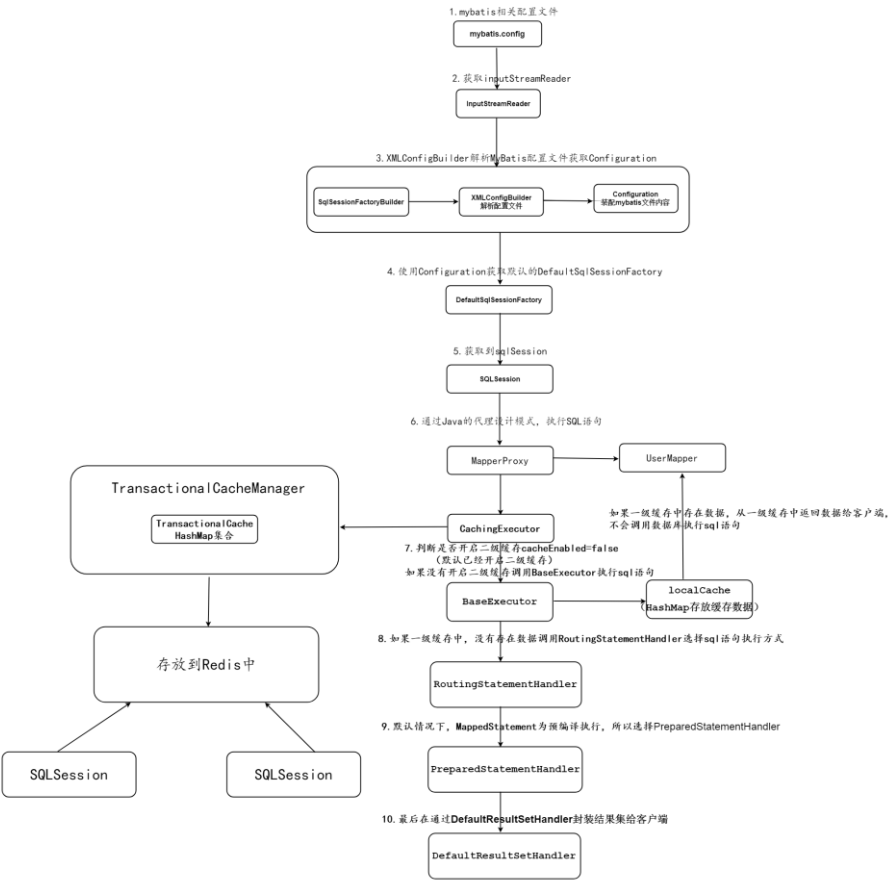 1.mybatis相关配置文件
mybatis.config
2.获取inputStreamReader
InputStreamReader
3.XMLConfigBuilder解析MyBatis配置文件获取Configuration
SqlSessionFactoryBuilder
XMLConfigBuilder
解析配置文件
Configuration
装配mybatis文件内容
4.使用Configuration获取默认的DefaultSqlSessionFactory
DefaultSqlSessionFactory
5.获取到sqlSession
SQLSession
6.通过Java的代理设计模式，执行SQL语句
MapperProxy
UserMapper
TransactionalCacheManager
TransactionalCache
HashMap集合
CachingExecutor
如果一级缓存中存在数据，从一级缓存中返回数据给客户端，
不会调用数据库执行sql语句
7.判断是否开启二级缓存cacheEnabled=false
（默认已经开启二级缓存）
如果没有开启二级缓存调用BaseExecutor执行sql语句
BaseExecutor
localCache
（HashMap存放缓存数据）
8.如果一级缓存中，没有存在数据调用RoutingStatementHandler选择sql语句执行方式
存放到Redis中
RoutingStatementHandler
9.默认情况下，MappedStatement为预编译执行，所以选择PreparedStatementHandler
SQLSession
SQLSession
PreparedStatementHandler
10.最后在通过DefaultResultSetHandler封装结果集给客户端
DefaultResultSetHandler